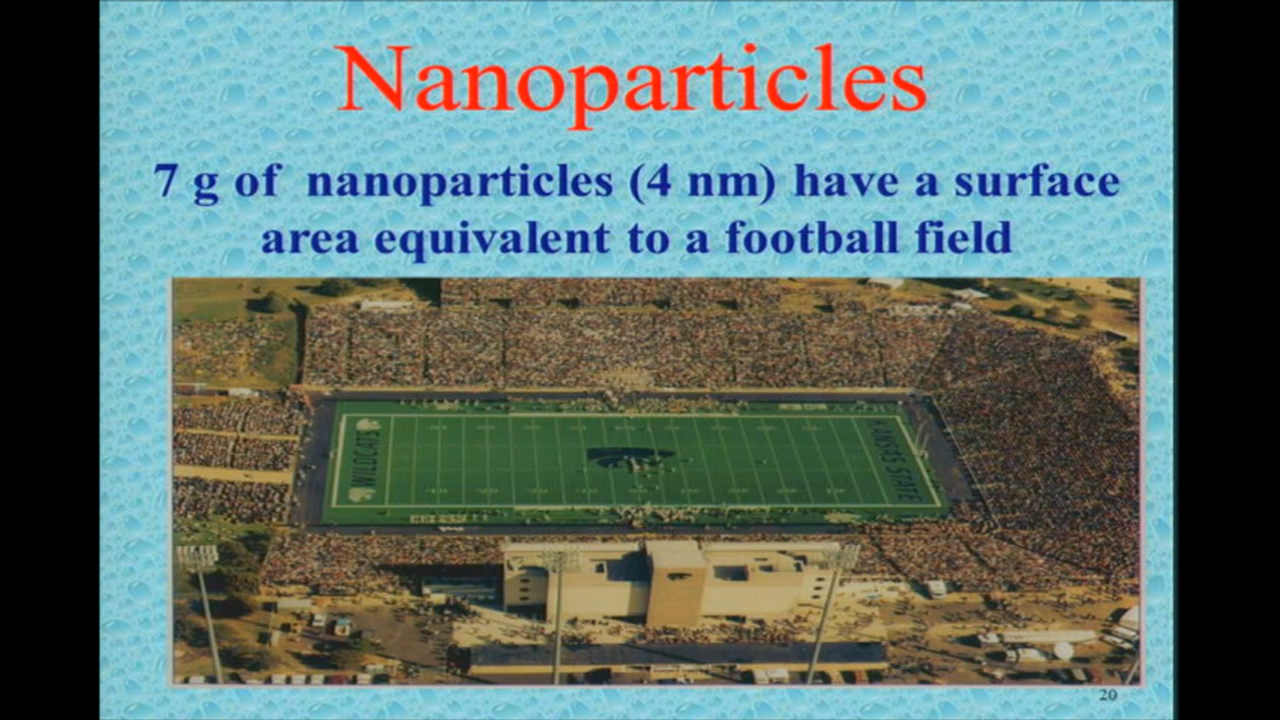 Nanoparticles
7 g of nanoparticles (4 nm) have a surface
area equivalent to a football field
WILDCATS
KANSAS STATE
20